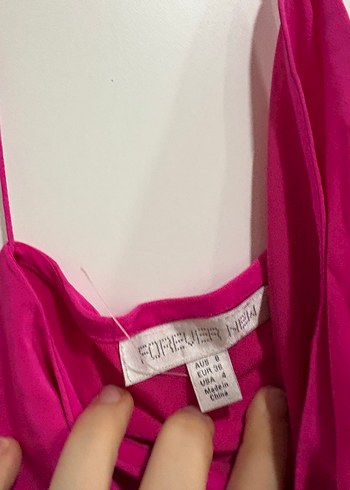 FOREVER NEW
AUS 8
EUR 36
USA 4
Made in
China